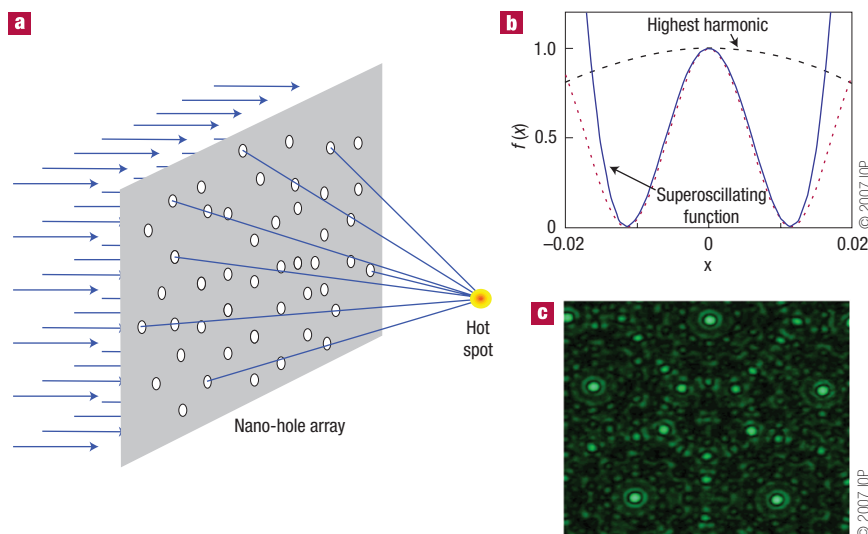 a
Nano-hole array
Hot
spot
b
Highest harmonic
f (x)
1.0
0.5
0
Superoscillating
function
–0.02
0
0.02
x
© 2007 IOP
c
© 2007 IOP